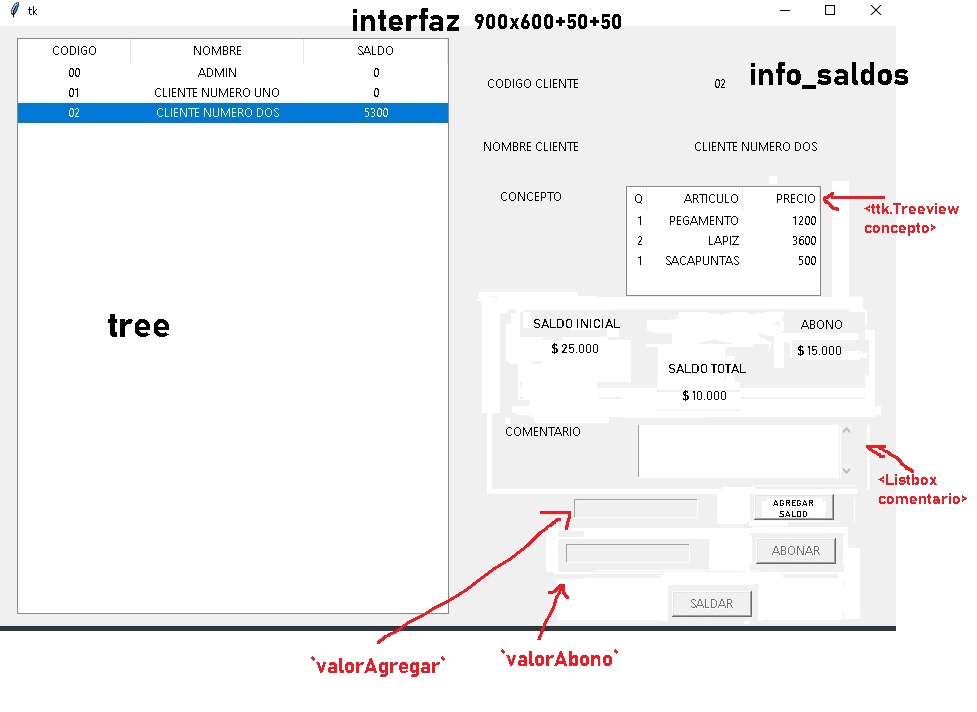 tk
interfaz 900x600+50+50
CODIGO NOMBRE SALDO
00 ADMIN 0
01 CLIENTE NUMERO UNO 0
02 CLIENTE NUMERO DOS 5300
tree
info_saldos
CODIGO CLIENTE 02
NOMBRE CLIENTE CLIENTE NUMERO DOS
CONCEPTO
Q ARTICULO PRECIO
1 PEGAMENTO 1200
2 LAPIZ 3600
1 SACAPUNTAS 500
<ttk.Treeview
concepto>
SALDO INICIAL ABONO
$ 25.000 $ 15.000
SALDO TOTAL
$ 10.000
COMENTARIO
<Listbox
comentario>
AGREGAR
SALDO
ABONAR
SALDAR
`valorAgregar` `valorAbono`